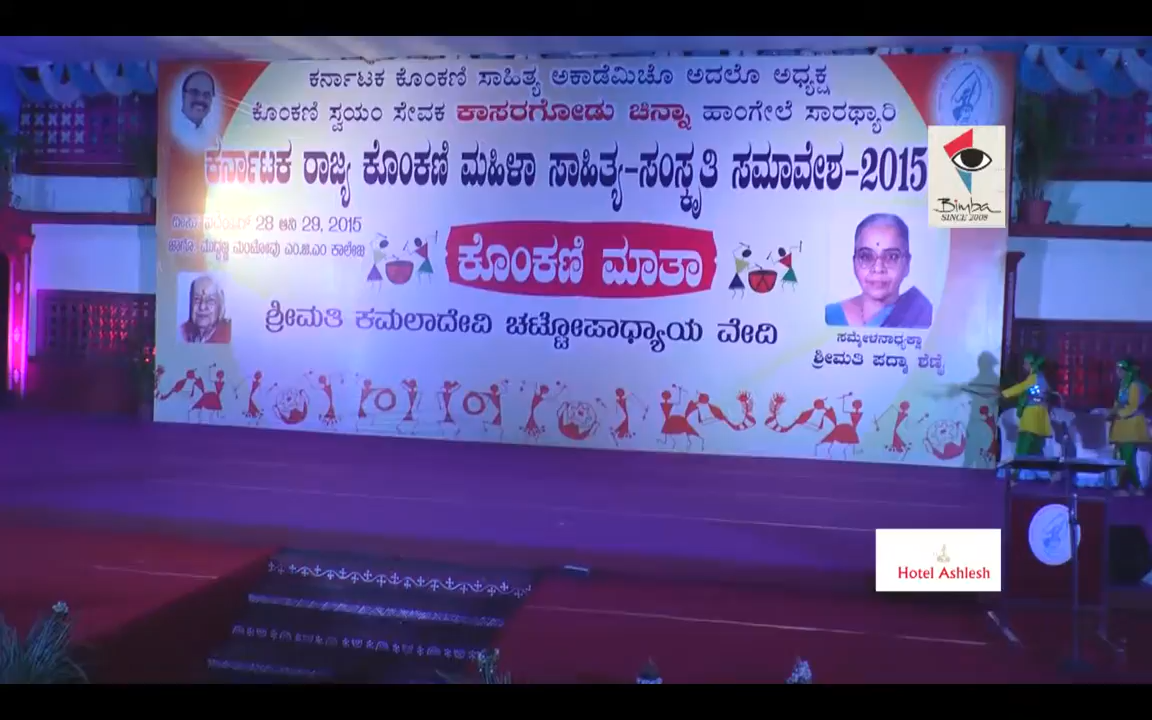 ಕರ್ನಾಟಕ ಕೊಂಕಣಿ ಸಾಹಿತ್ಯ ಅಕಾಡೆಮಿಚೊ ಅದಲೊ ಅಧ್ಯಕ್ಷ
ಕೊಂಕಣಿ ಸ್ವಯಂ ಸೇವಕ ಕಾಸರಗೋಡು ಚಿನ್ನಾ ಹಾಂಗೇಲೆ ಸಾರಥ್ಯಾರಿ
ಕರ್ನಾಟಕ ರಾಜ್ಯ ಕೊಂಕಣಿ ಮಹಿಳಾ ಸಾಹಿತ್ಯ-ಸಂಸ್ಕೃತಿ ಸಮಾವೇಶ-2015
Bimba
SINCE 2008
28 ಆನಿ 29, 2015
ಜಾಗೊ: ಮುದ್ದಣ್ಣ ಮಂಟೋವು ಎಂ.ಜಿ.ಎಂ ಕಾಲೇಜು
ಕೊಂಕಣಿ ಮಾತಾ
ಶ್ರೀಮತಿ ಕಮಲಾದೇವಿ ಚಟ್ಟೋಪಾಧ್ಯಾಯ ವೇದಿ
ಸಮ್ಮೇಳನಾಧ್ಯಕ್ಷಾ
ಶ್ರೀಮತಿ ಪದ್ಮಾ ಶೆಣೈ
Hotel Ashlesh